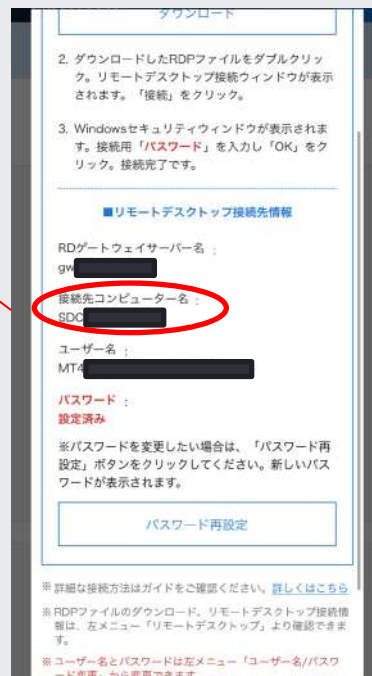 ダウンロード
2. ダウンロードしたRDPファイルをダブルクリッ
ク。リモートデスクトップ接続ウィンドウが表示
されます。「接続」をクリック。
3. Windowsセキュリティウィンドウが表示されま
す。接続用「パスワード」を入力し「OK」をク
リック。接続完了です。
■リモートデスクトップ接続先情報
RDゲートウェイサーバー名 :
gw
接続先コンピューター名 :
SDC
ユーザー名 :
MT4
パスワード :
設定済み
※パスワードを変更したい場合は、「パスワード再
設定」ボタンをクリックしてください。新しいパス
ワードが表示されます。
パスワード再設定
※ 詳細な接続方法はガイドをご確認ください。詳しくはこちら
※ RDPファイルのダウンロード、リモートデスクトップ接続情
報は、左メニュー「リモートデスクトップ」より確認できま
す。
※ ユーザー名とパスワードは左メニュー「ユーザー名/パスワ
ード変更」から変更できます